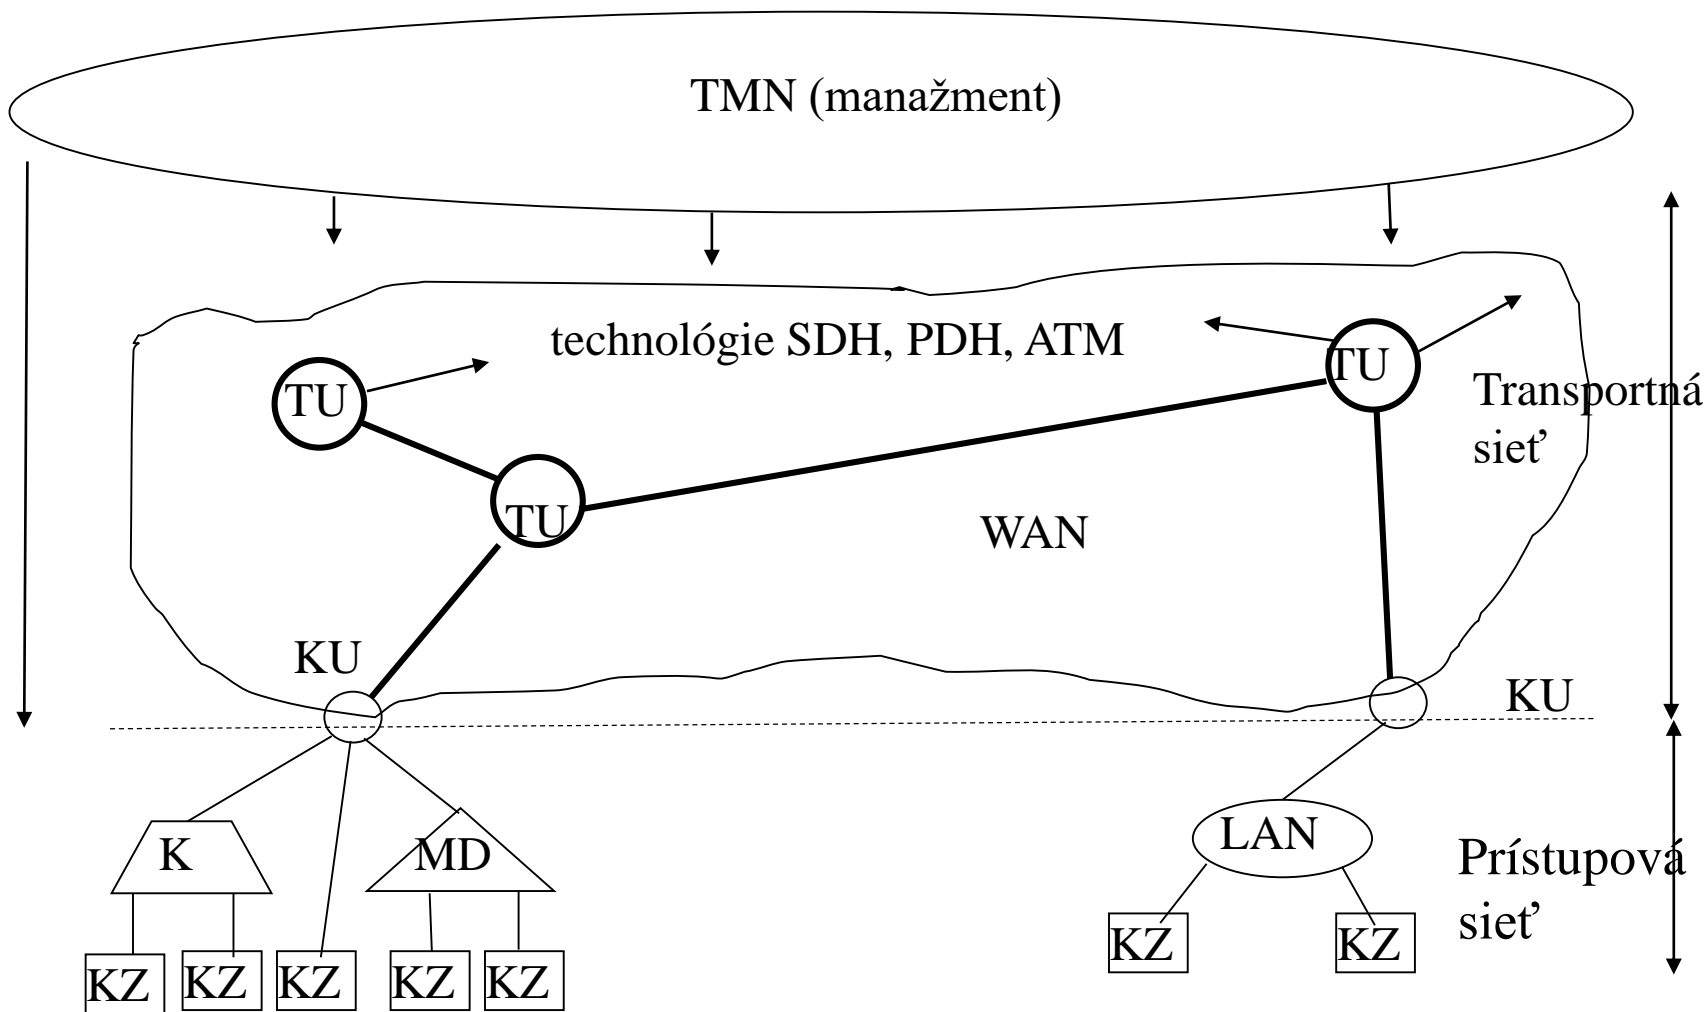 TMN (manažment)
technológie SDH, PDH, ATM
TU
TU
Transportná
sieť
TU
WAN
KU
KU
K
MD
LAN
Prístupová
sieť
KZ
KZ
KZ
KZ
KZ
KZ
KZ